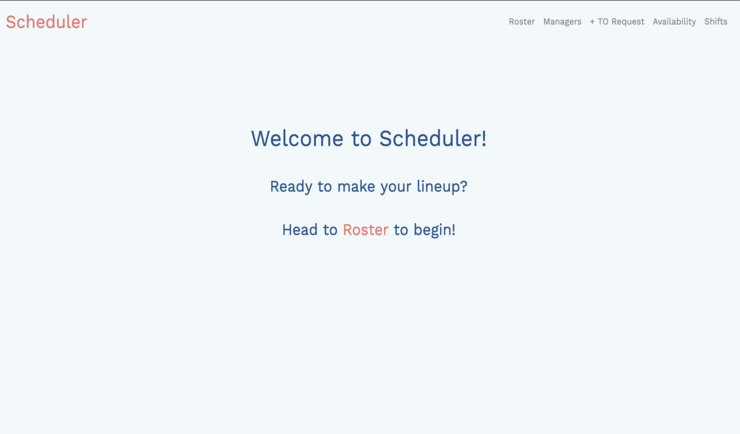 Scheduler
Roster Managers + TO Request Availability Shifts
Welcome to Scheduler!
Ready to make your lineup?
Head to Roster to begin!